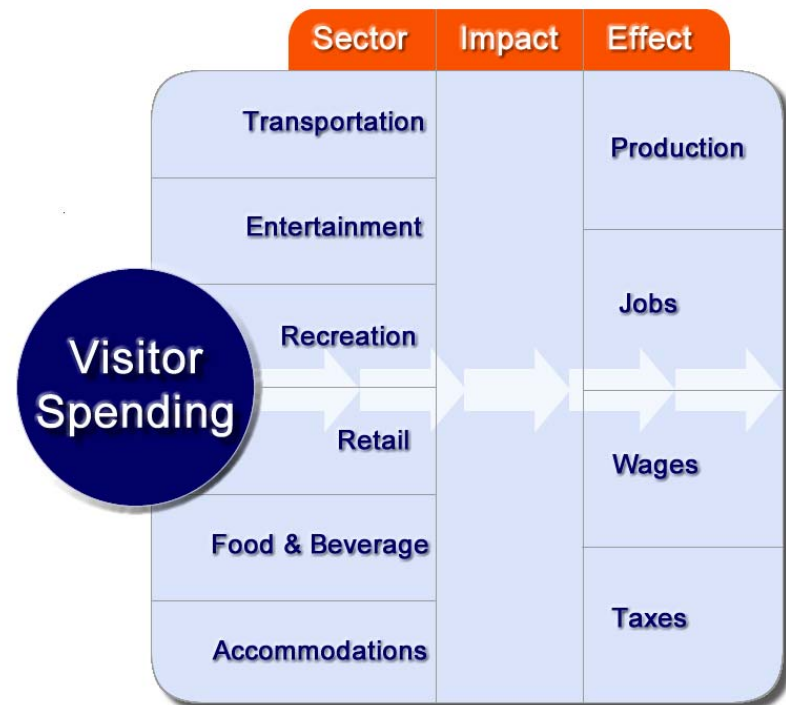 Sector Impact Effect
Transportation
Entertainment
Recreation
Retail
Food & Beverage
Accommodations
Visitor
Spending
Production
Jobs
Wages
Taxes